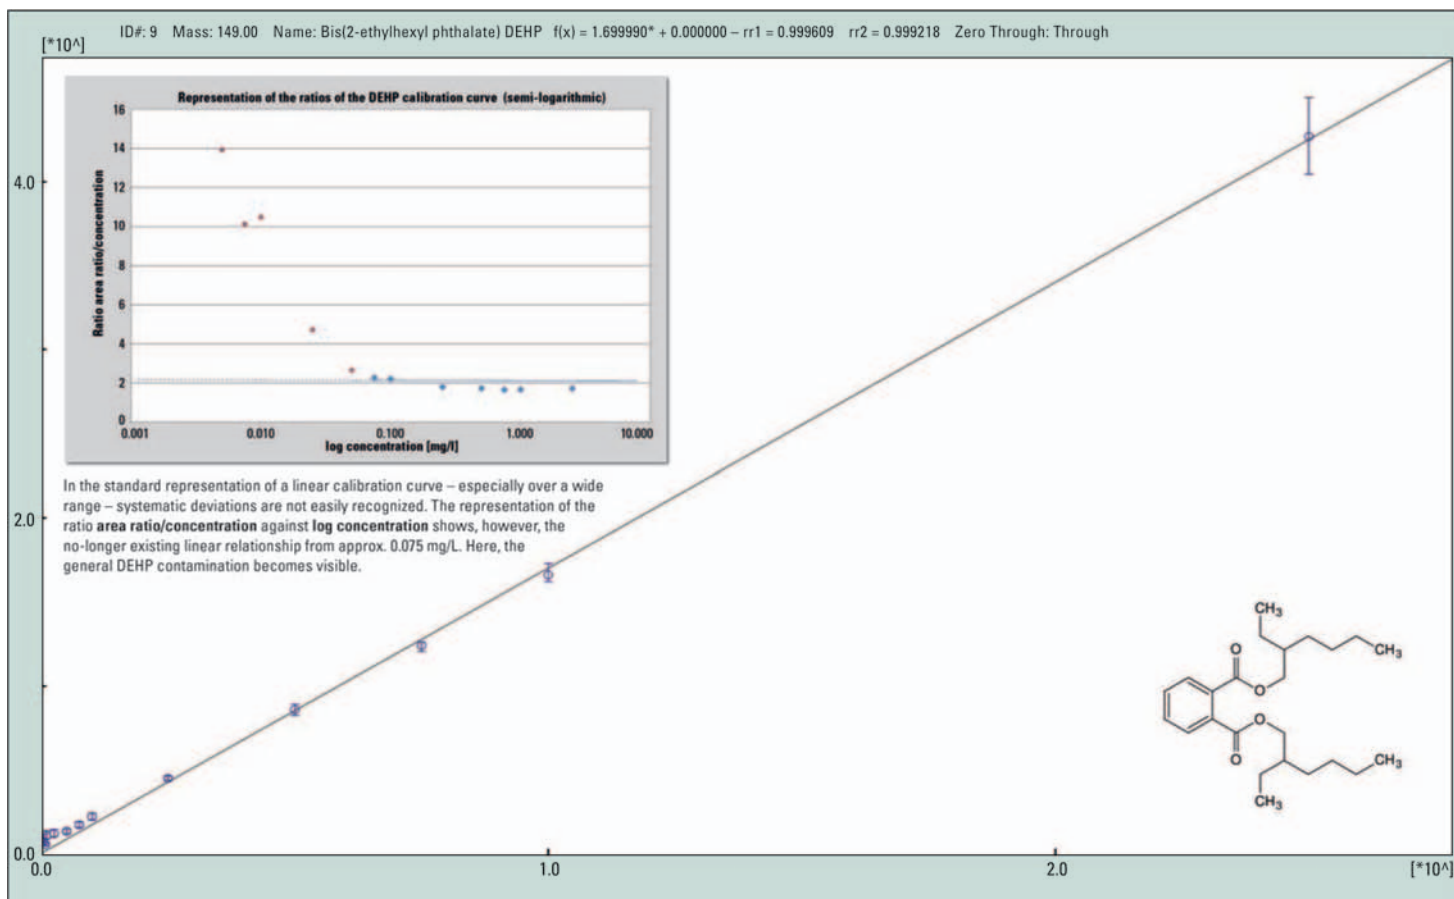 ID#: 9 Mass: 149.00 Name: Bis(2-ethylhexyl phthalate) DEHP f(x) = 1.699990* + 0.000000 – rr1 = 0.999609 rr2 = 0.999218 Zero Through: Through
[*10^]
Representation of the ratios of the DEHP calibration curve (semi-logarithmic)
Ratio area ratio/concentration
16
14
12
10
8
6
4
2
0
0.001 0.010 0.100 1.000 10.000
log concentration [mg/l]
In the standard representation of a linear calibration curve – especially over a wide
range – systematic deviations are not easily recognized. The representation of the
ratio area ratio/concentration against log concentration shows, however, the
no-longer existing linear relationship from approx. 0.075 mg/L. Here, the
general DEHP contamination becomes visible.
4.0
2.0
0.0
CH3
O
CH3
O
O
O
CH3
CH3
0.0 1.0 2.0 [*10^]